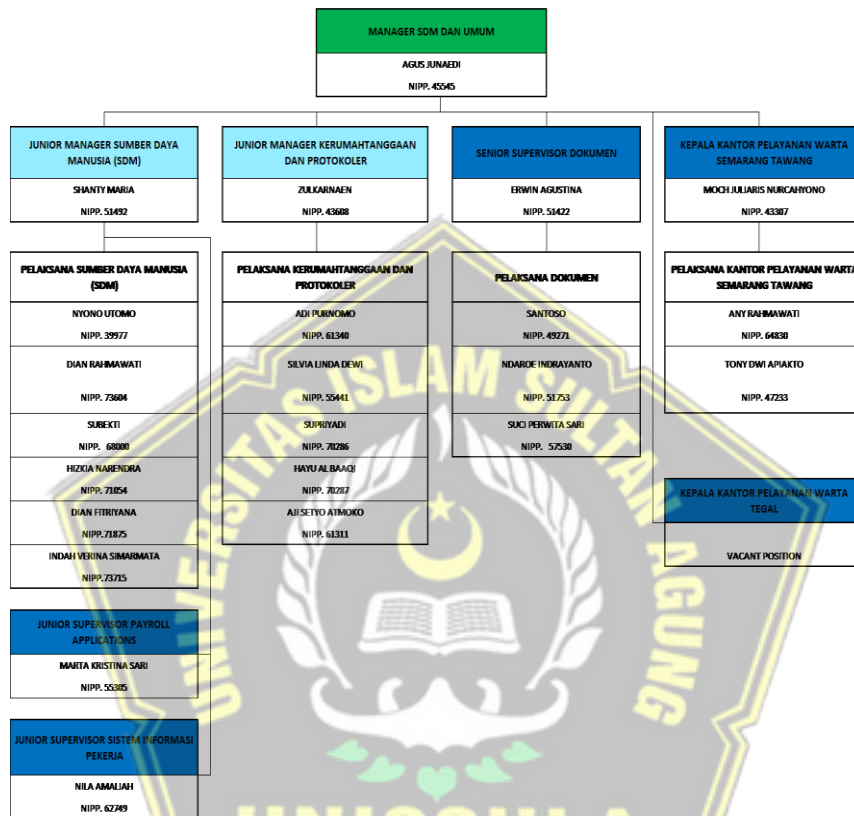 MANAGER SDM DAN UMUM
AGUS JUNAEDI
NIPP. 45545
JUNIOR MANAGER SUMBER DAYA
MANUSIA (SDM)
SHANTY MARIA
NIPP. 51492
JUNIOR MANAGER KERUMAHTANGGAAN
DAN PROTOKOLER
ZULKARNAEN
NIPP. 43608
SENIOR SUPERVISOR DOKUMEN
ERWIN AGUSTINA
NIPP. 51422
KEPALA KANTOR PELAYANAN WARTA
SEMARANG TAWANG
MOCH JULIARIS NURCAHYONO
NIPP. 43307
PELAKSANA SUMBER DAYA MANUSIA
(SDM)
NYONO UTOMO
NIPP. 39977
DIAN RAHMAWATI
NIPP. 73604
SUBEKTI
NIPP. 68000
HIZKIA NARENDRA
NIPP. 71054
DIAN FITRIYANA
NIPP.71875
INDAH VERINA SIMARMATA
NIPP.73715
PELAKSANA KERUMAHTANGGAAN DAN
PROTOKOLER
ADI PURNOMO
NIPP. 61340
SILVIA LINDA DEWI
NIPP. 55441
SUPRIYADI
NIPP. 70286
HAYU AL BAAQI
NIPP. 70287
AJI SETYO ATMOKO
NIPP. 61311
PELAKSANA DOKUMEN
SANTOSO
NIPP. 49271
NDAROE INDRAYANTO
NIPP. 51753
SUCI PERWITA SARI
NIPP. 57530
PELAKSANA KANTOR PELAYANAN WARTA
SEMARANG TAWANG
ANY RAHMAWATI
NIPP. 64830
TONY DWI APIAKTO
NIPP. 47233
KEPALA KANTOR PELAYANAN WARTA
TEGAL
VACANT POSITION
JUNIOR SUPERVISOR PAYROLL
APPLICATIONS
MARTA KRISTINA SARI
NIPP. 55305
JUNIOR SUPERVISOR SISTEM INFORMASI
PEKERJA
NILA AMALIAH
NIPP. 62749
UNIVERSITAS ISLAM SULTAN AGUNG
UNISSULA